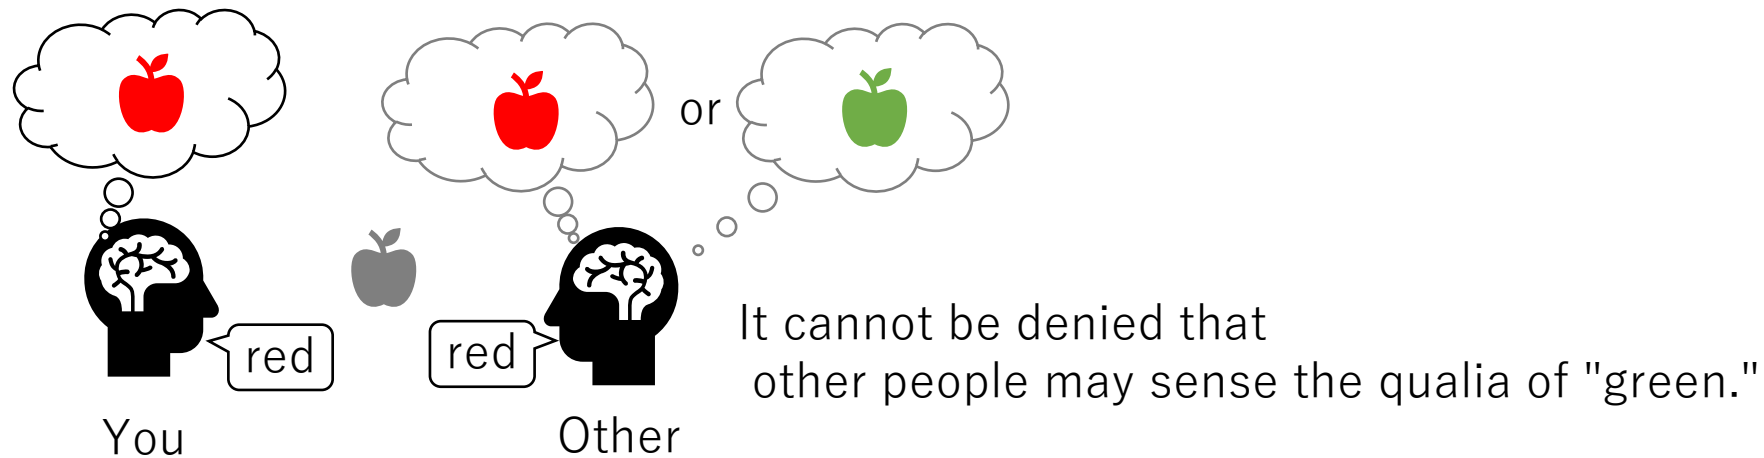 or
red
red
It cannot be denied that
other people may sense the qualia of "green."
You
Other